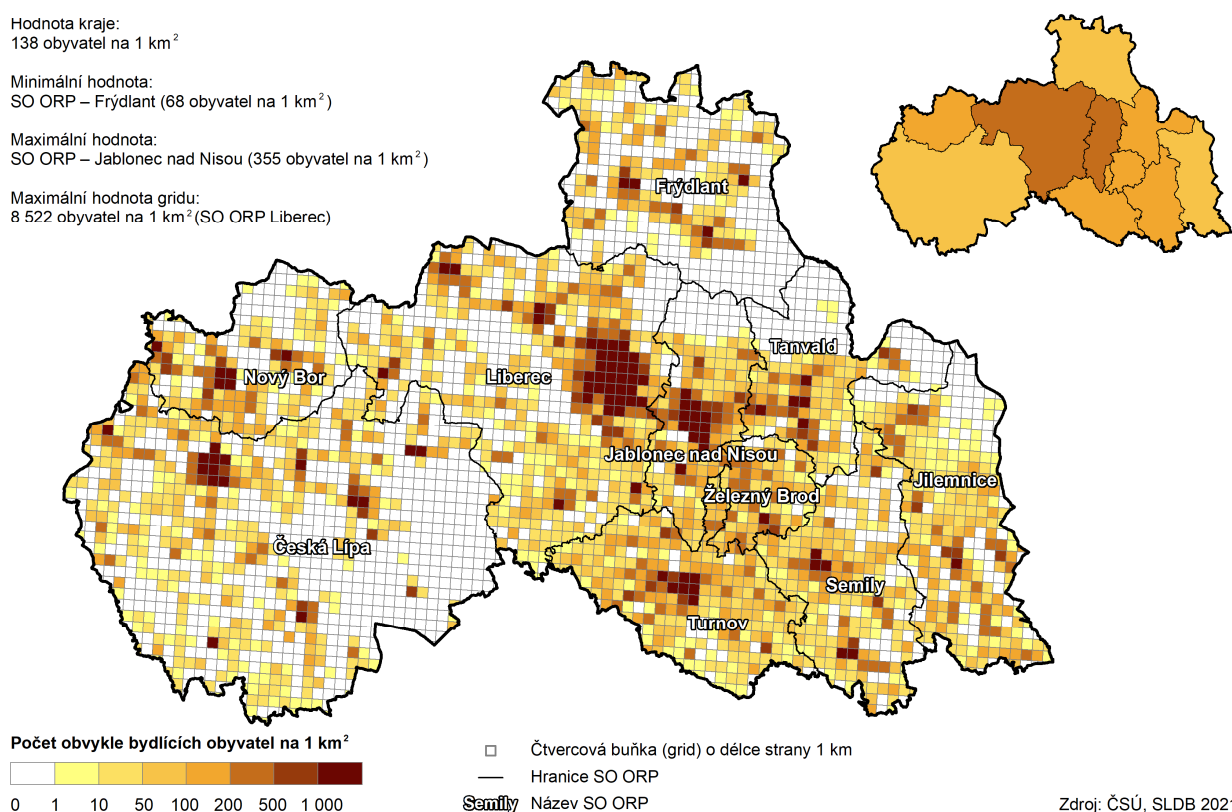 Hodnota kraje:
138 obyvatel na 1 km²
Minimální hodnota:
SO ORP – Frýdlant (68 obyvatel na 1 km²)
Maximální hodnota:
SO ORP – Jablonec nad Nisou (355 obyvatel na 1 km²)
Maximální hodnota gridu:
8 522 obyvatel na 1 km² (SO ORP Liberec)
Frýdlant
Tanvald
Nový Bor
Liberec
Jablonec nad Nisou
Jilemnice
Železný Brod
Česká Lípa
Semily
Turnov
Počet obvykle bydlících obyvatel na 1 km²
0 1 10 50 100 200 500 1 000
Čtvercová buňka (grid) o délce strany 1 km
Hranice SO ORP
Semily Název SO ORP
Zdroj: ČSÚ, SLDB 202